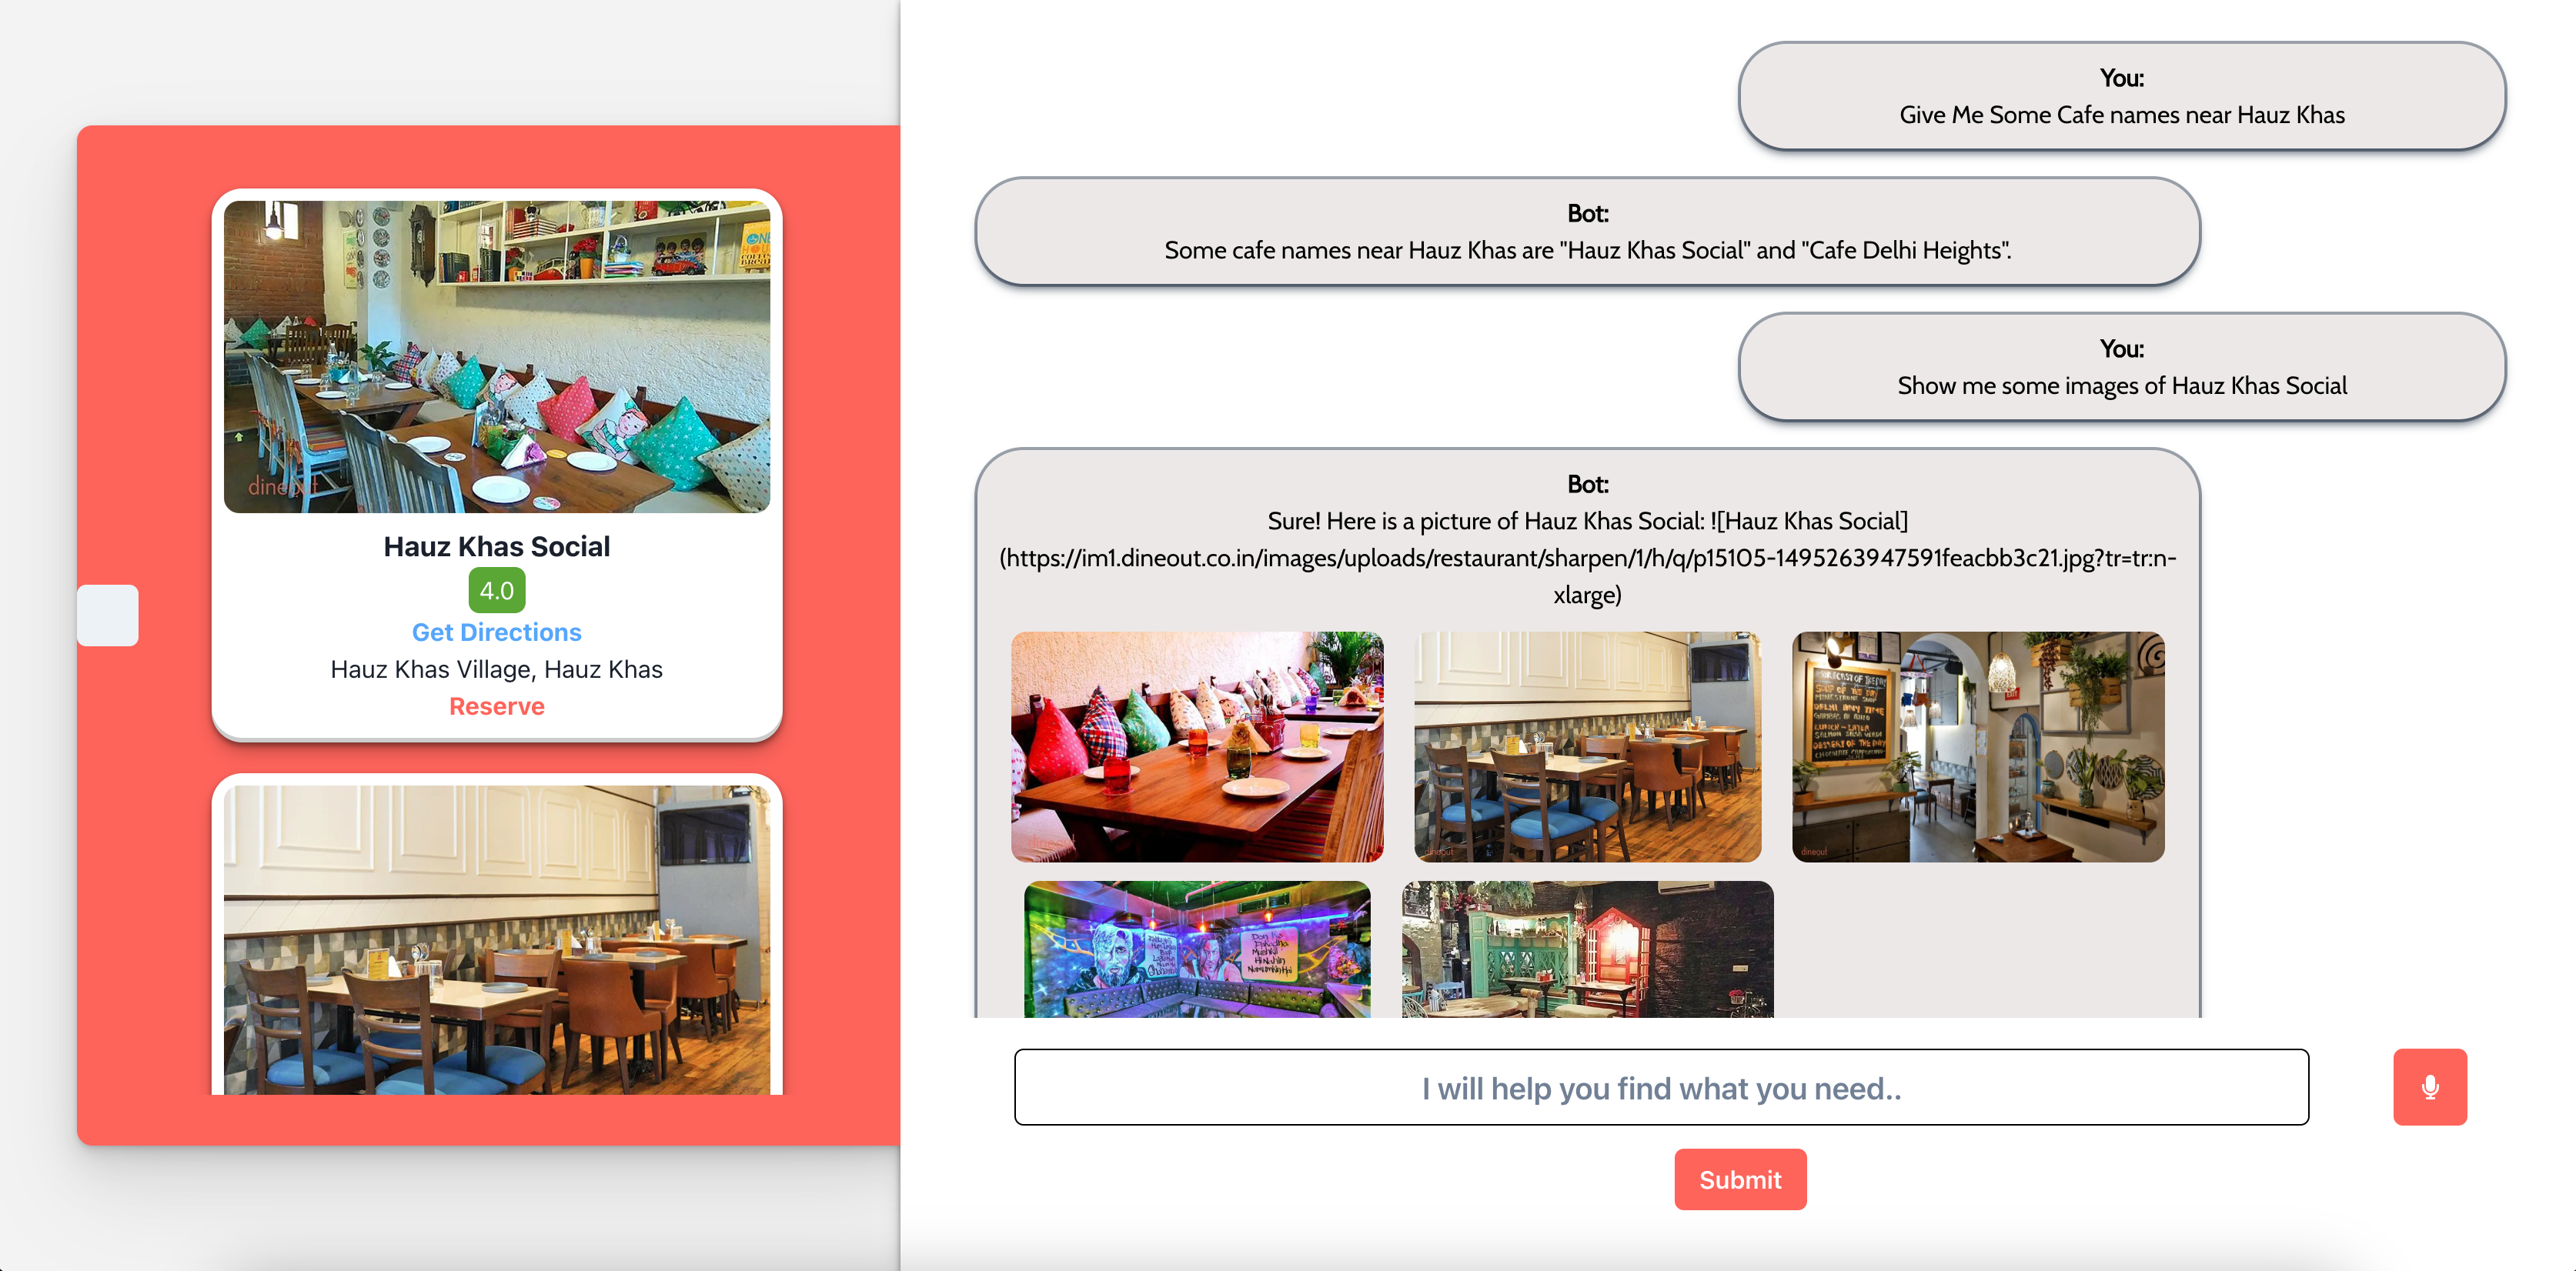 dineout
Hauz Khas Social
4.0
Get Directions
Hauz Khas Village, Hauz Khas
Reserve
You:
Give Me Some Cafe names near Hauz Khas
Bot:
Some cafe names near Hauz Khas are "Hauz Khas Social" and "Cafe Delhi Heights".
You:
Show me some images of Hauz Khas Social
Bot:
Sure! Here is a picture of Hauz Khas Social: ![Hauz Khas Social]
(https://im1.dineout.co.in/images/uploads/restaurant/sharpen/1/h/q/p15105-1495263947591feacbb3c21.jpg?tr=tr:n-
xlarge)
dineout
dineout
I will help you find what you need..
Submit